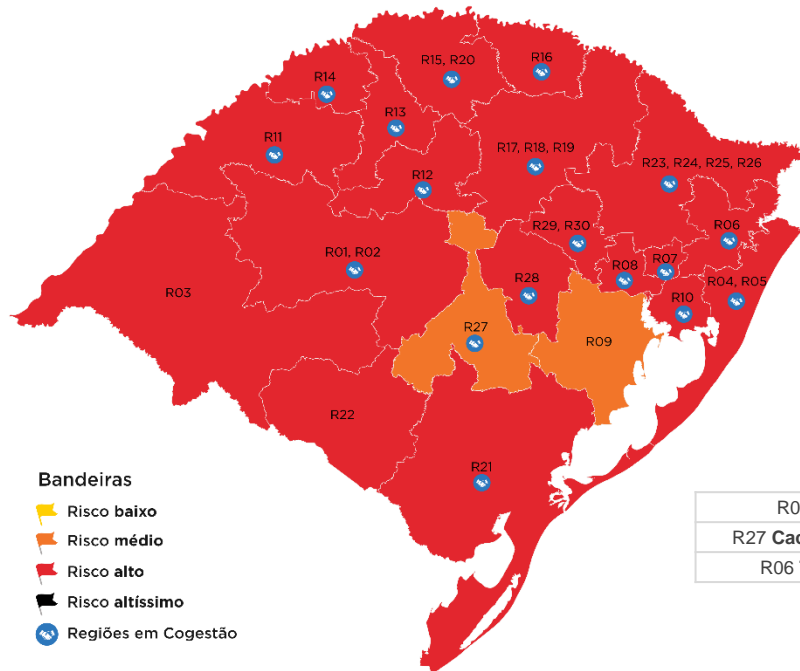 R15, R20
R16
R14
R13
R11
R17, R18, R19
R12
R23, R24, R25, R26
R29, R30
R06
R01, R02
R08
R07
R03
R28
R10
R04, R05
R27
R09
R22
R21
Bandeiras
Risco baixo
Risco médio
Risco alto
Risco altíssimo
Regiões em Cogestão
R27
R06